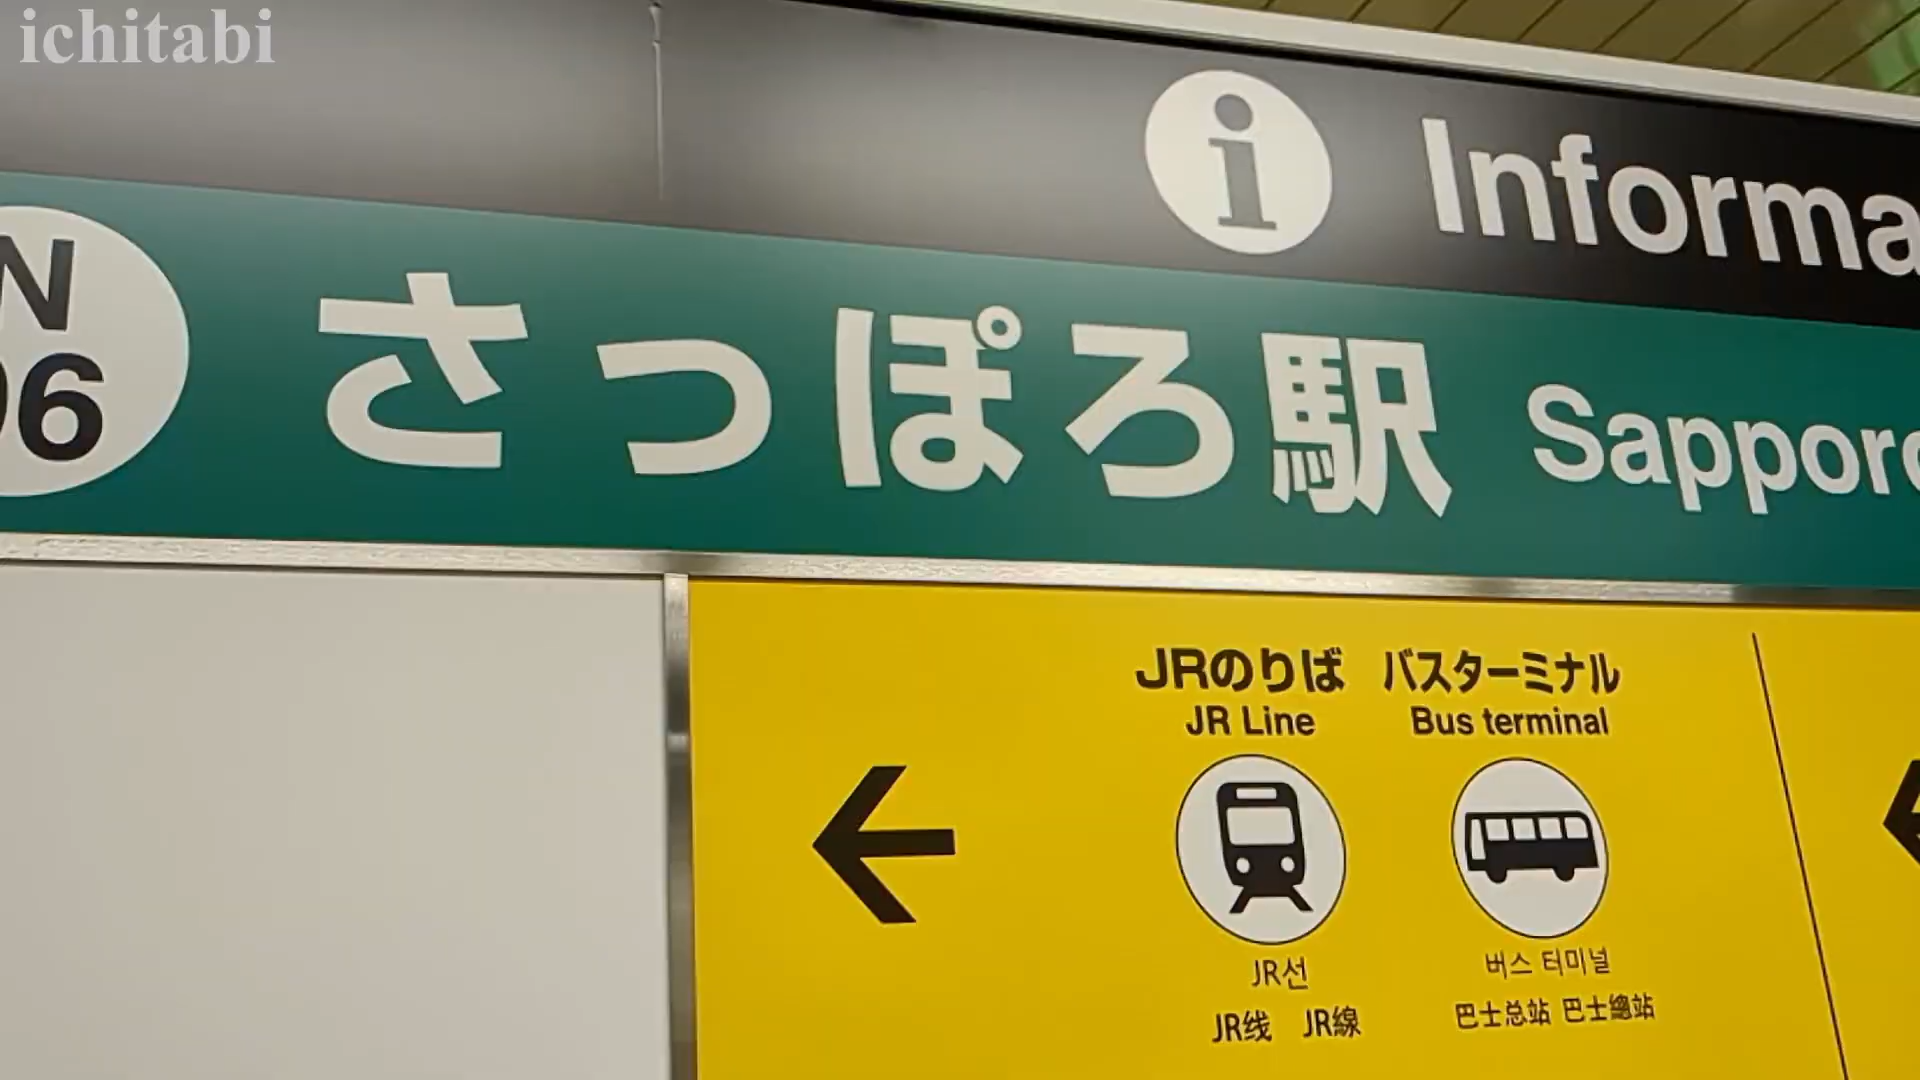 ichitabi
i Informa
N
06
さっぽろ駅 Sapporo
JRのりば バスターミナル
JR Line Bus terminal
JR선 버스 터미널
JR线 JR線 巴士总站 巴士總站